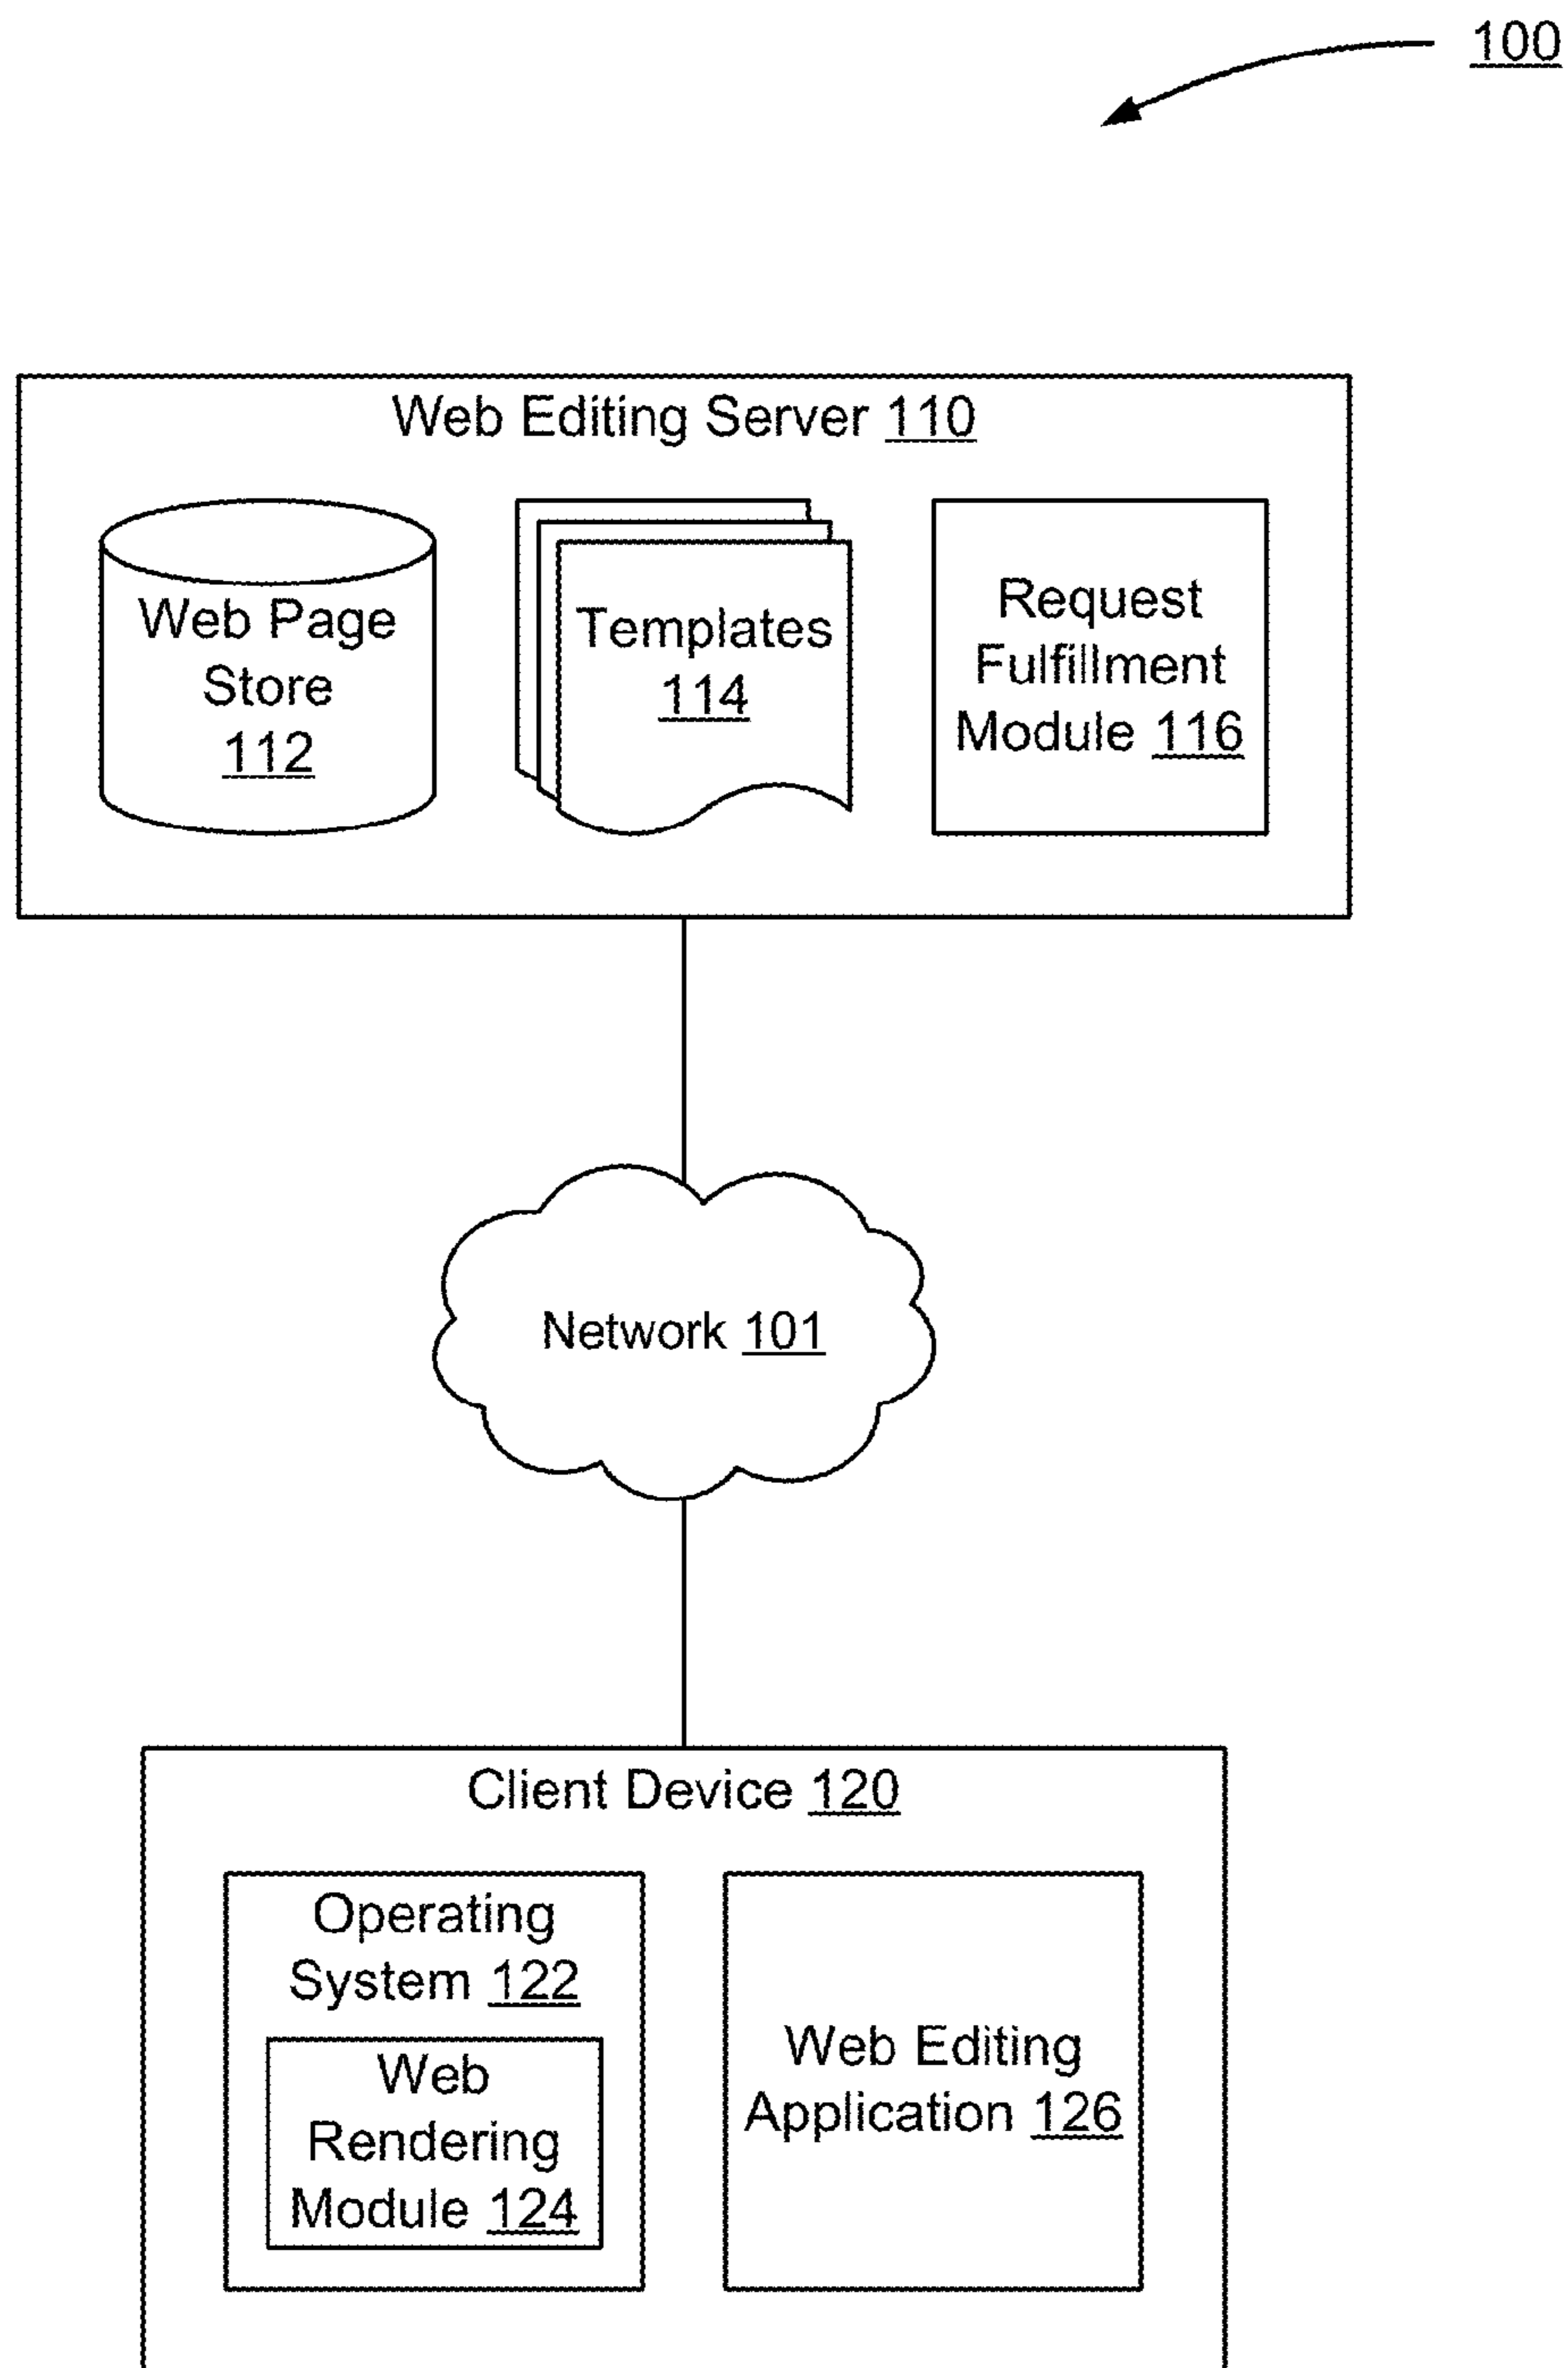 100
Web Editing Server 110
Web Page
Store
112
Templates
114
Request
Fulfillment
Module 116
Network 101
Client Device 120
Operating
System 122
Web
Rendering
Module 124
Web Editing
Application 126